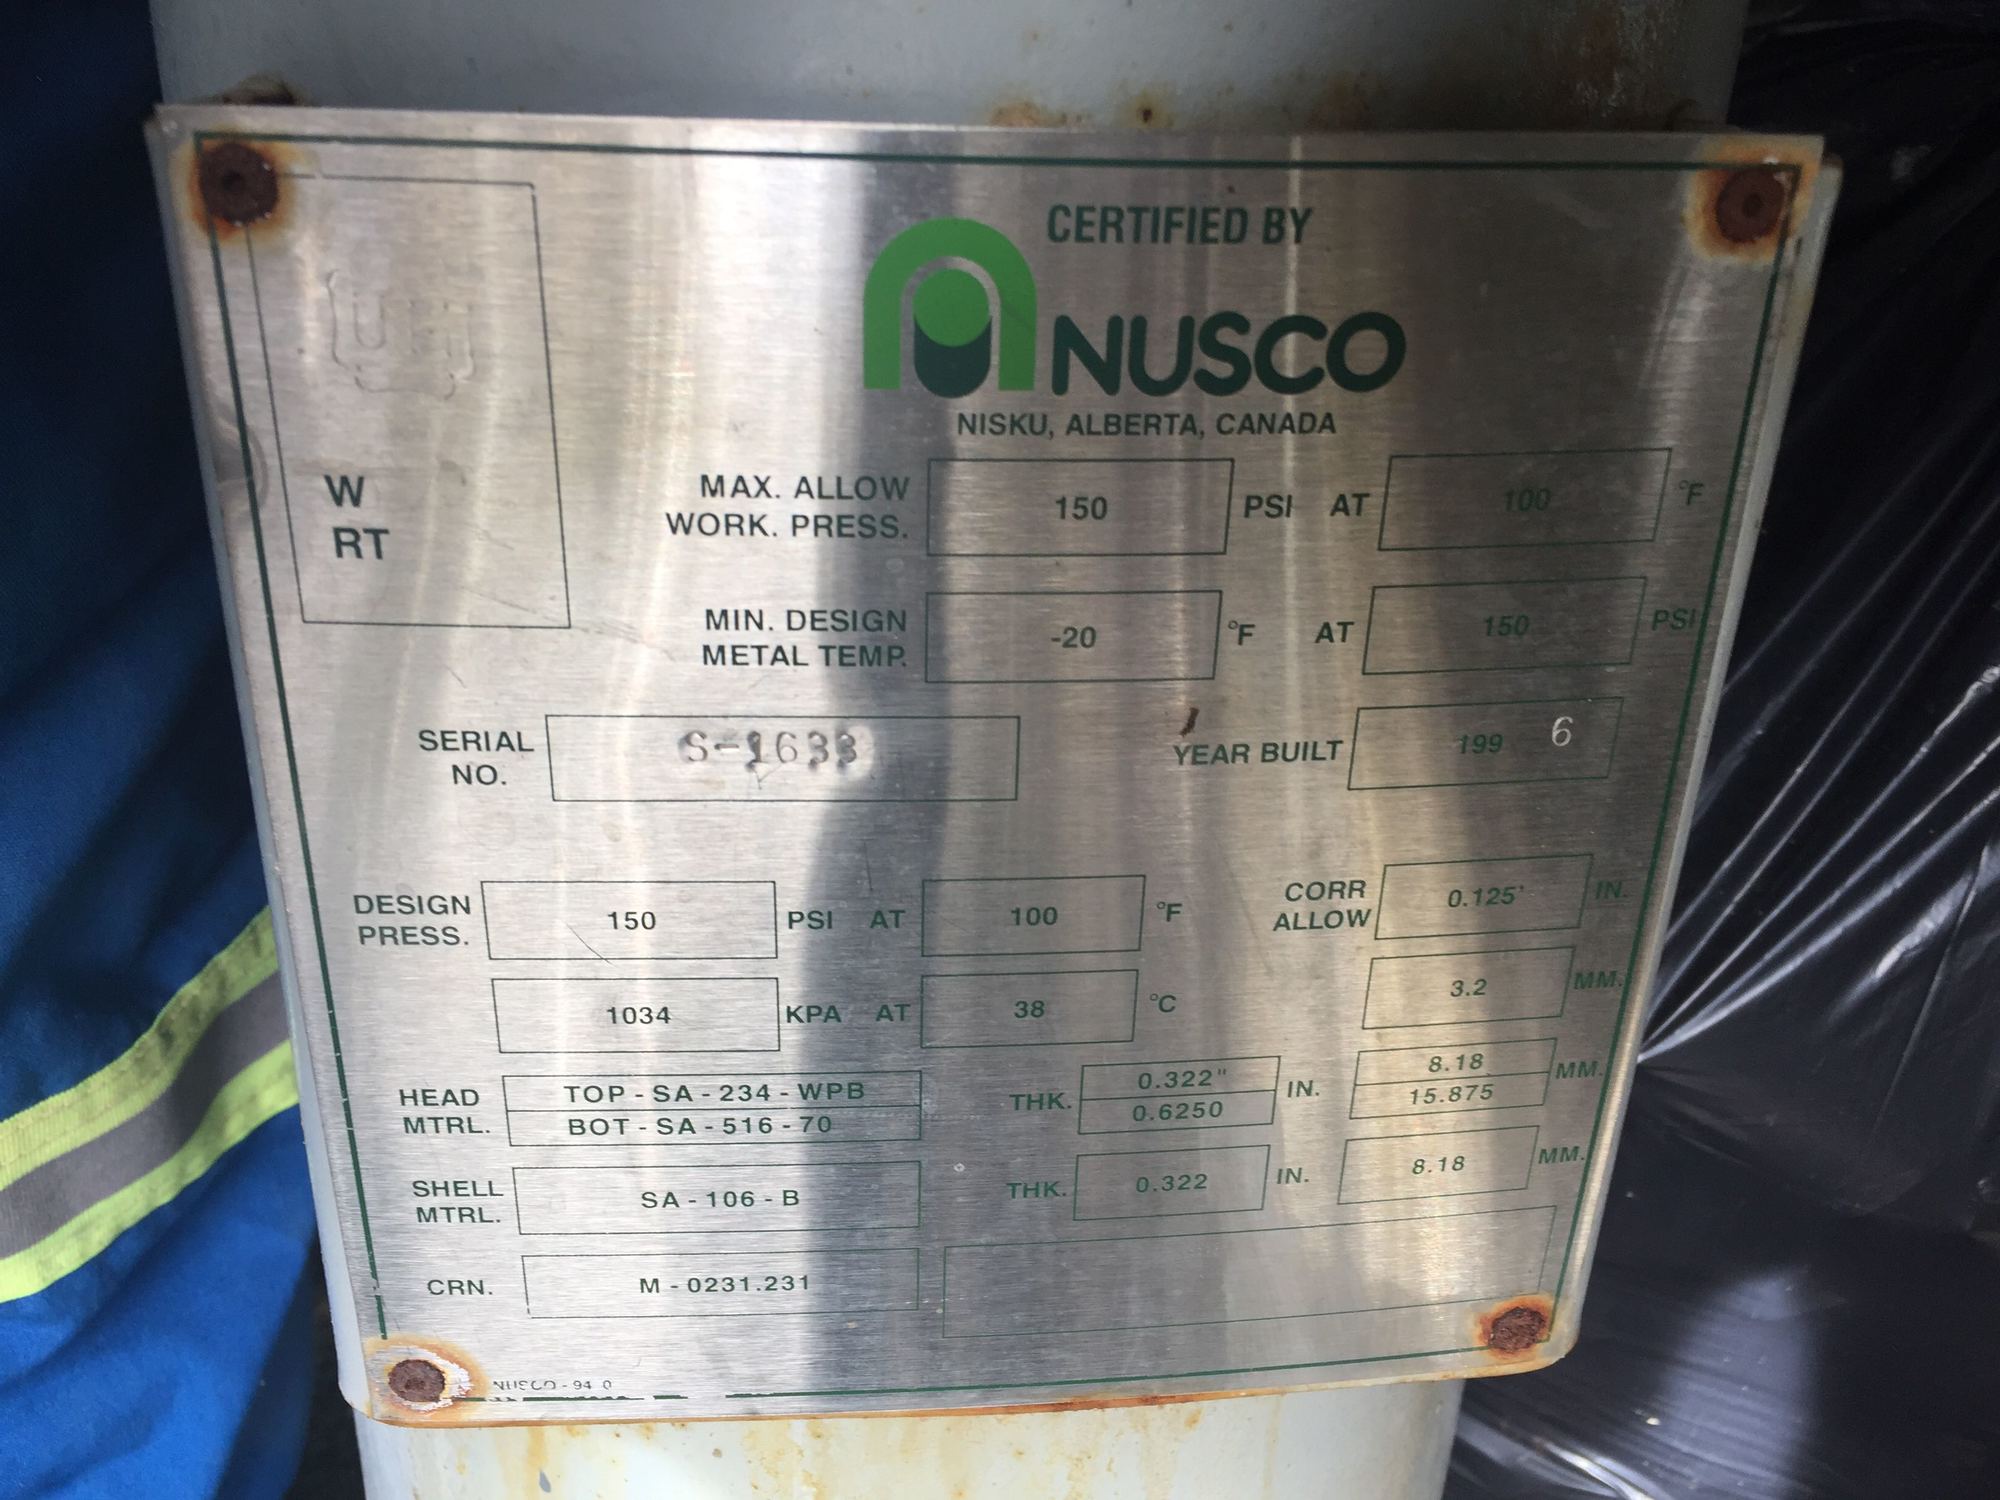 CERTIFIED BY
NUSCO
NISKU, ALBERTA, CANADA
W
RT
MAX. ALLOW WORK. PRESS. 150 PSI AT 100 °F
MIN. DESIGN METAL TEMP. -20 °F AT 150 PSI
SERIAL NO. S-1633 YEAR BUILT 199 6
DESIGN PRESS. 150 PSI AT 100 °F
CORR ALLOW 0.125' IN.
1034 KPA AT 38 °C 3.2 MM.
HEAD MTRL. TOP - SA - 234 - WPB THK. 0.322" IN. 8.18 MM.
BOT - SA - 516 - 70 0.6250 15.875
SHELL MTRL. SA - 106 - B THK. 0.322 IN. 8.18 MM.
CRN. M - 0231.231